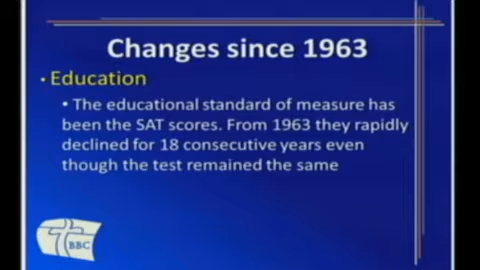 Changes since 1963
• Education
• The educational standard of measure has
been the SAT scores. From 1963 they rapidly
declined for 18 consecutive years even
though the test remained the same
BBC